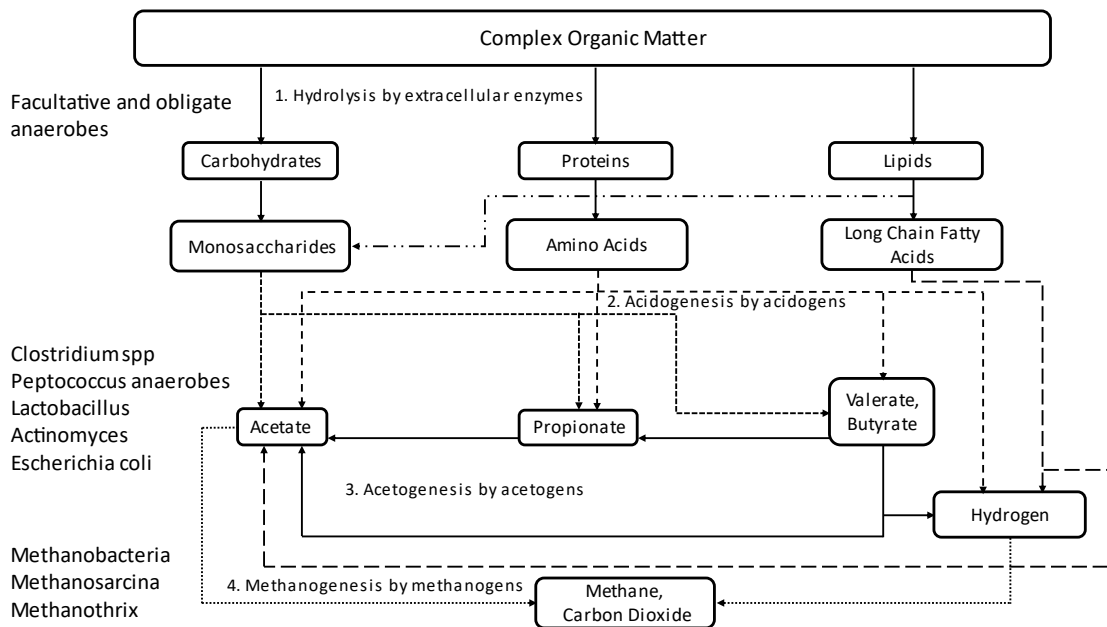 Complex Organic Matter
Facultative and obligate
anaerobes
1. Hydrolysis by extracellular enzymes
Carbohydrates
Proteins
Lipids
Monosaccharides
Amino Acids
Long Chain Fatty
Acids
2. Acidogenesis by acidogens
Clostridium spp
Peptococcus anaerobes
Lactobacillus
Actinomyces
Escherichia coli
Acetate
Propionate
Valerate,
Butyrate
3. Acetogenesis by acetogens
Hydrogen
Methanobacteria
Methanosarcina
Methanothrix
4. Methanogenesis by methanogens
Methane,
Carbon Dioxide